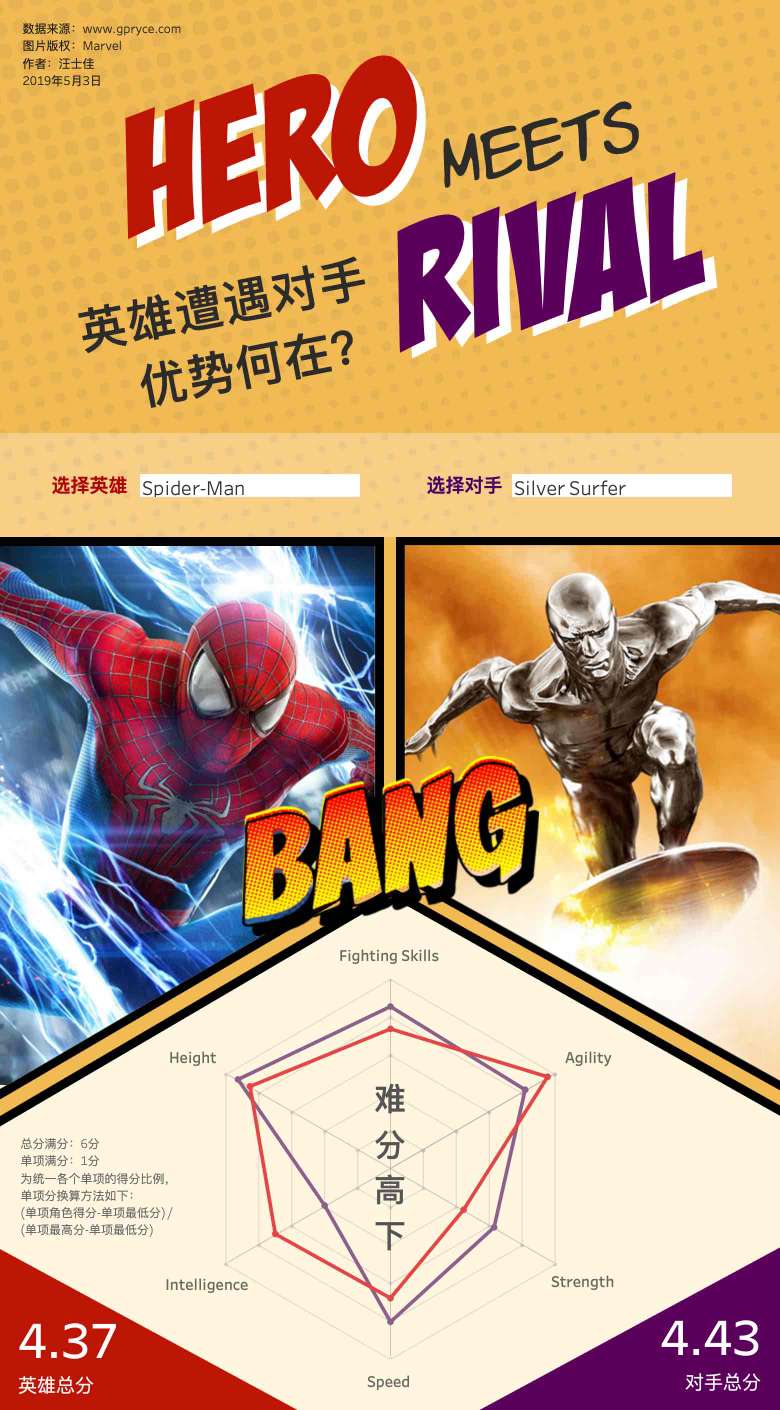 数据来源：www.gpryce.com
图片版权：Marvel
作者：汪士佳
2019年5月3日
HERO
MEETS
RIVAL
英雄遭遇对手
优势何在?
选择英雄 Spider-Man
选择对手 Silver Surfer
BANG
Fighting Skills
Height
Agility
难
分
高
下
总分满分：6分
单项满分：1分
为统一各个单项的得分比例，
单项分换算方法如下：
(单项角色得分-单项最低分) /
(单项最高分-单项最低分)
Intelligence
Strength
Speed
4.37
英雄总分
4.43
对手总分